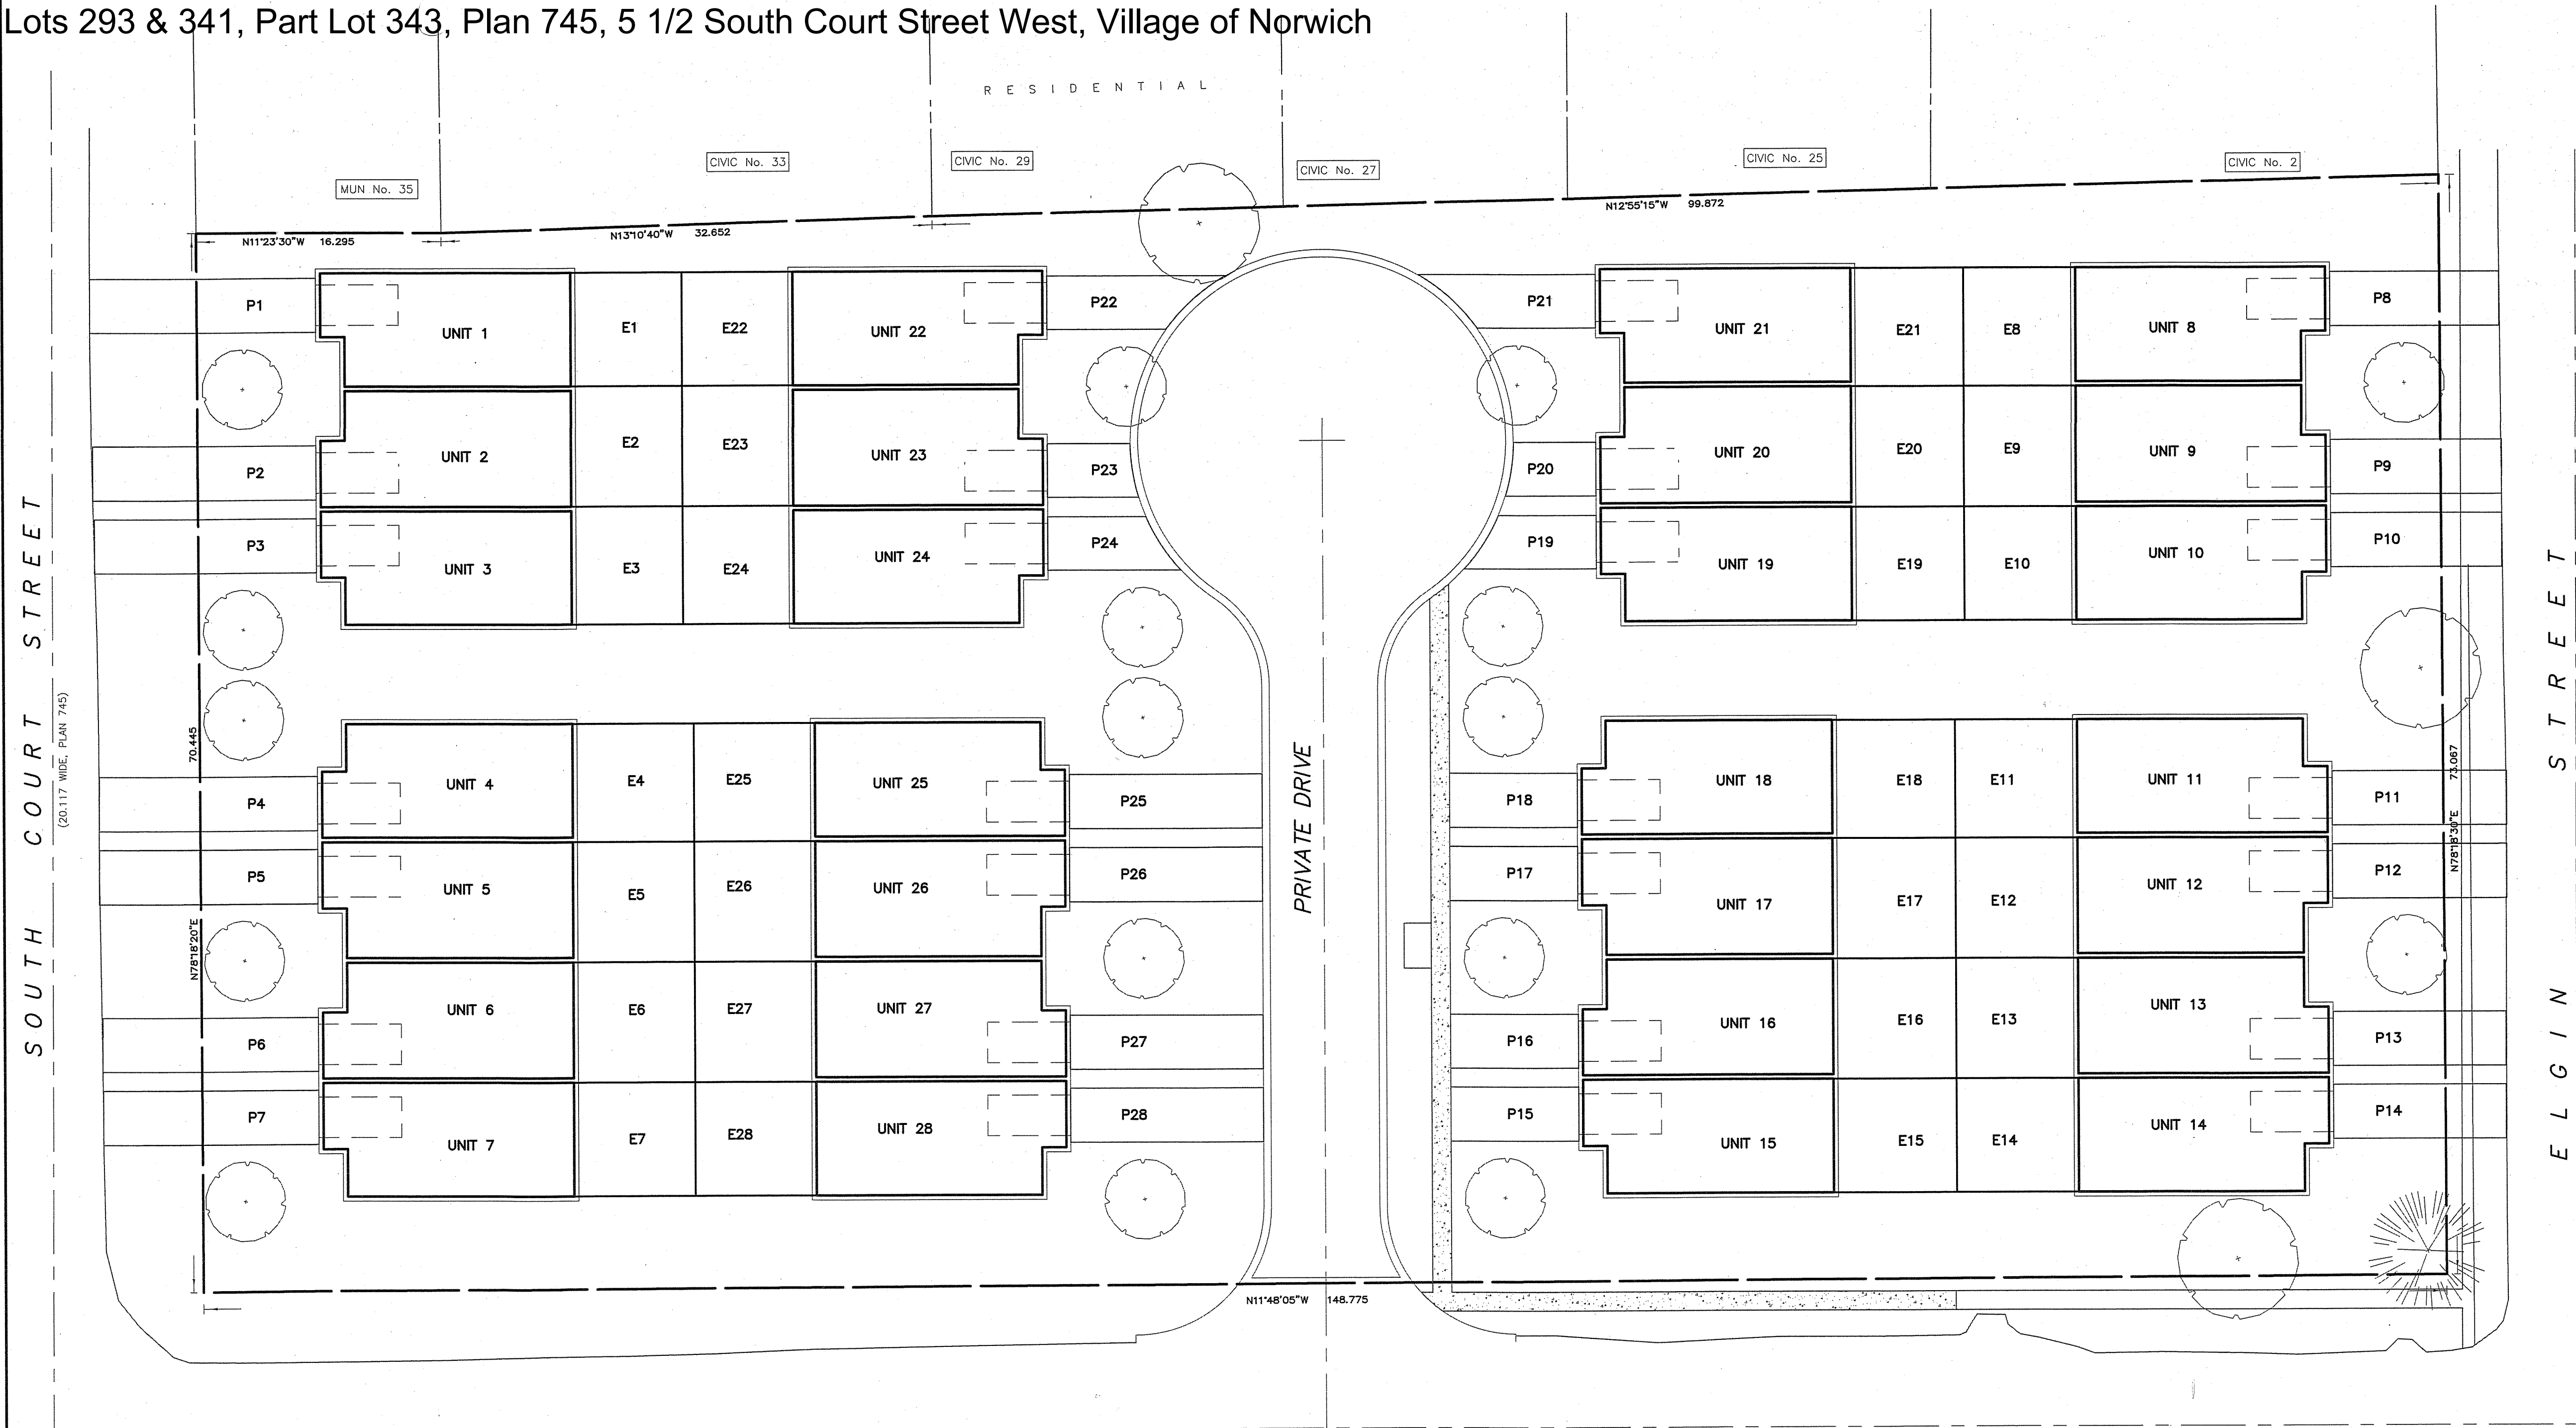 Lots 293 & 341, Part Lot 343, Plan 745, 5 1/2 South Court Street West, Village of Norwich
RESIDENTIAL
MUN No. 35
CIVIC No. 33
CIVIC No. 29
CIVIC No. 27
CIVIC No. 25
CIVIC No. 2
N11°23'30"W 16.295
N13°10'40"W 32.652
N12°55'15"W 99.872
P1 UNIT 1 E1 E22 UNIT 22 P22
P21 UNIT 21 E21 E8 UNIT 8 P8
P2 UNIT 2 E2 E23 UNIT 23 P23
P20 UNIT 20 E20 E9 UNIT 9 P9
P3 UNIT 3 E3 E24 UNIT 24 P24
P19 UNIT 19 E19 E10 UNIT 10 P10
P4 UNIT 4 E4 E25 UNIT 25 P25
P18 UNIT 18 E18 E11 UNIT 11 P11
P5 UNIT 5 E5 E26 UNIT 26 P26
P17 UNIT 17 E17 E12 UNIT 12 P12
P6 UNIT 6 E6 E27 UNIT 27 P27
P16 UNIT 16 E16 E13 UNIT 13 P13
P7 UNIT 7 E7 E28 UNIT 28 P28
P15 UNIT 15 E15 E14 UNIT 14 P14
SOUTH COURT STREET
(20.117 WIDE, PLAN 745)
N78°18'20"E 70.445
PRIVATE DRIVE
N78°18'30"E 73.067
ELGIN STREET
N11°48'05"W 148.775